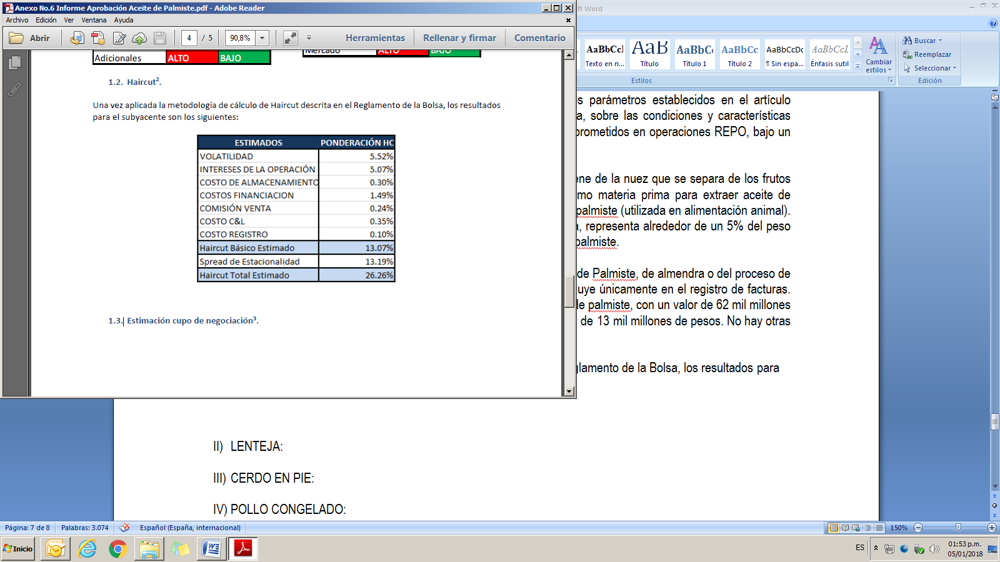 Anexo No.6 Informe Aprobación Aceite de Palmiste.pdf - Adobe Reader
Archivo Edición Ver Ventana Ayuda
Abrir 4 / 5 90,8% Herramientas Rellenar y firmar Comentario
Adicionales ALTO BAJO
Mercado ALTO BAJO
1.2. Haircut².
Una vez aplicada la metodología de cálculo de Haircut descrita en el Reglamento de la Bolsa, los resultados
para el subyacente son los siguientes:
ESTIMADOS PONDERACIÓN HC
VOLATILIDAD 5.52%
INTERESES DE LA OPERACIÓN 5.07%
COSTO DE ALMACENAMIENTO 0.30%
COSTOS FINANCIACION 1.49%
COMISIÓN VENTA 0.24%
COSTO C&L 0.35%
COSTO REGISTRO 0.10%
Haircut Básico Estimado 13.07%
Spread de Estacionalidad 13.19%
Haircut Total Estimado 26.26%
1.3. Estimación cupo de negociación³.
ft Word
AaBbCcI AaB AaBbC AaBbCc AaBbCcDc AaBbCcL
Texto en n... Título Título 1 Título 2 ¶ Sin espa... Énfasis sutil
Cambiar
estilos
Buscar
Reemplazar
Seleccionar
Estilos Edición
os parámetros establecidos en el artículo
a, sobre las condiciones y características
prometidos en operaciones REPO, bajo un
ene de la nuez que se separa de los frutos
mo materia prima para extraer aceite de
palmiste (utilizada en alimentación animal).
a, representa alrededor de un 5% del peso
palmiste.
de Palmiste, de almendra o del proceso de
uye únicamente en el registro de facturas.
de palmiste, con un valor de 62 mil millones
de 13 mil millones de pesos. No hay otras
glamento de la Bolsa, los resultados para
II) LENTEJA:
III) CERDO EN PIE:
IV) POLLO CONGELADO:
Página: 7 de 8 Palabras: 3.074 Español (España, internacional) 150%
Inicio ES 01:53 p.m.
05/01/2018